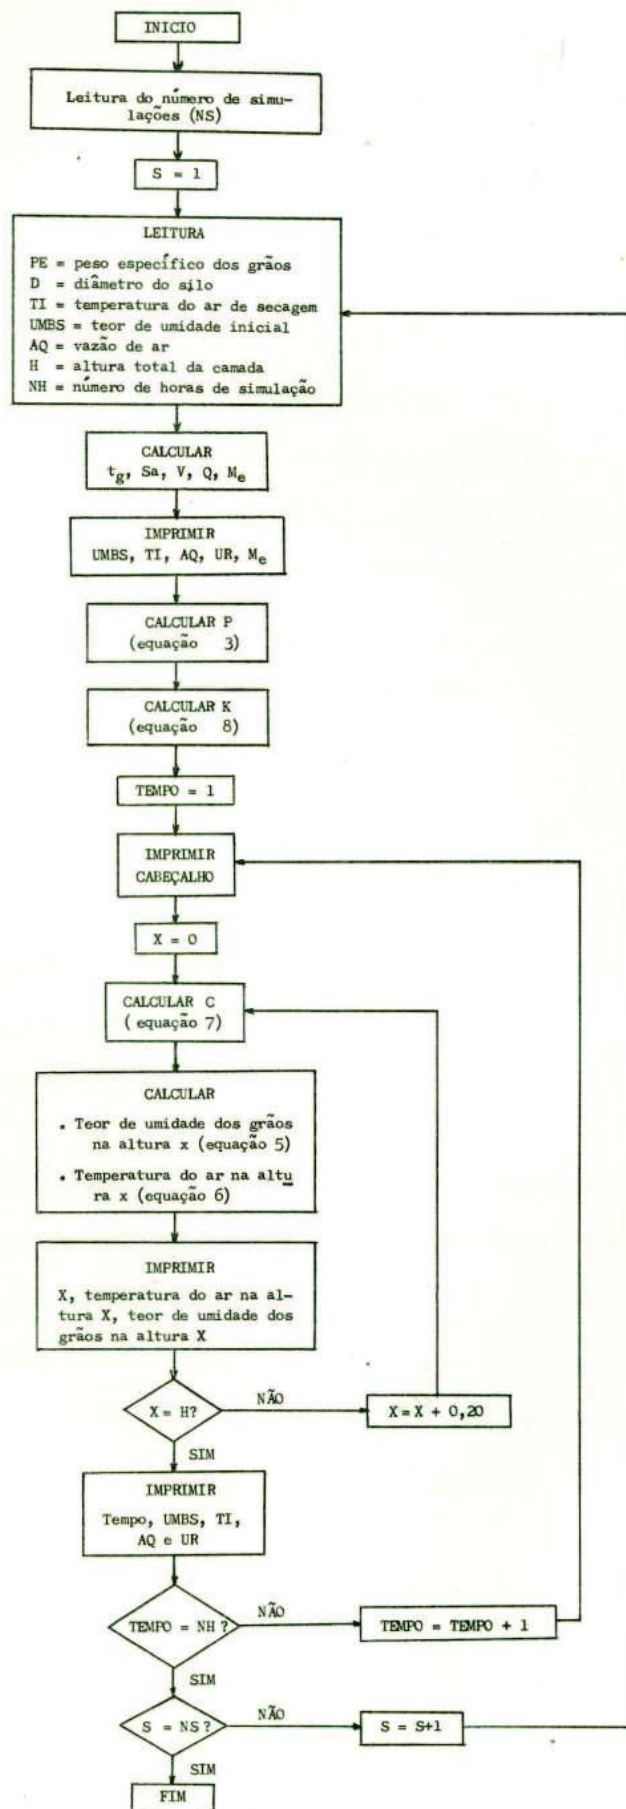 INICIO
Leitura do número de simu-
lações (NS)
S = 1
LEITURA
PE = peso específico dos grãos
D = diâmetro do silo
TI = temperatura do ar de secagem
UMBS = teor de umidade inicial
AQ = vazão de ar
H = altura total da camada
NH = número de horas de simulação
CALCULAR
tg, Sa, V, Q, Me
IMPRIMIR
UMBS, TI, AQ, UR, Me
CALCULAR P
(equação 3)
CALCULAR K
(equação 8)
TEMPO = 1
IMPRIMIR
CABEÇALHO
X = 0
CALCULAR C
( equação 7)
CALCULAR
. Teor de umidade dos grãos
na altura x (equação 5)
. Temperatura do ar na altu
ra x (equação 6)
IMPRIMIR
X, temperatura do ar na al-
tura X, teor de umidade dos
grãos na altura X
X = H?
NÃO
X = X + 0,20
SIM
IMPRIMIR
Tempo, UMBS, TI,
AQ e UR
TEMPO = NH ?
NÃO
TEMPO = TEMPO + 1
SIM
S = NS ?
NÃO
S = S+1
SIM
FIM